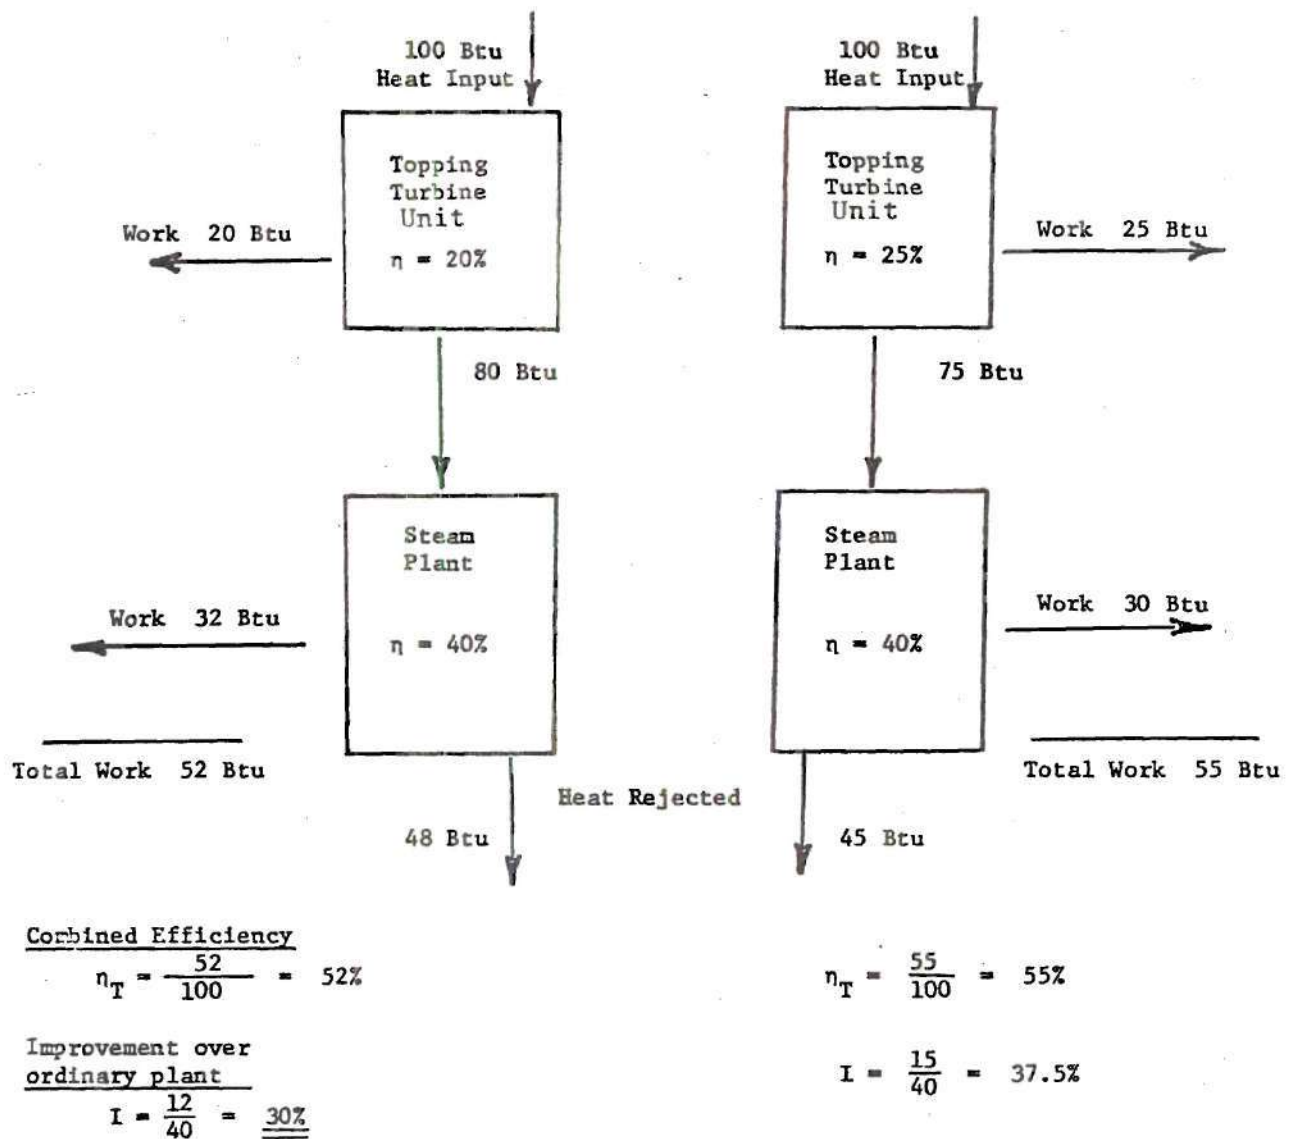 100 Btu
Heat Input
Topping
Turbine
Unit
η = 20%
Work 20 Btu
80 Btu
Steam
Plant
η = 40%
Work 32 Btu
Total Work 52 Btu
48 Btu
Heat Rejected
100 Btu
Heat Input
Topping
Turbine
Unit
η = 25%
Work 25 Btu
75 Btu
Steam
Plant
η = 40%
Work 30 Btu
Total Work 55 Btu
45 Btu
Combined Efficiency
η_T = 52/100 = 52%
Improvement over
ordinary plant
I = 12/40 = 30%
η_T = 55/100 = 55%
I = 15/40 = 37.5%